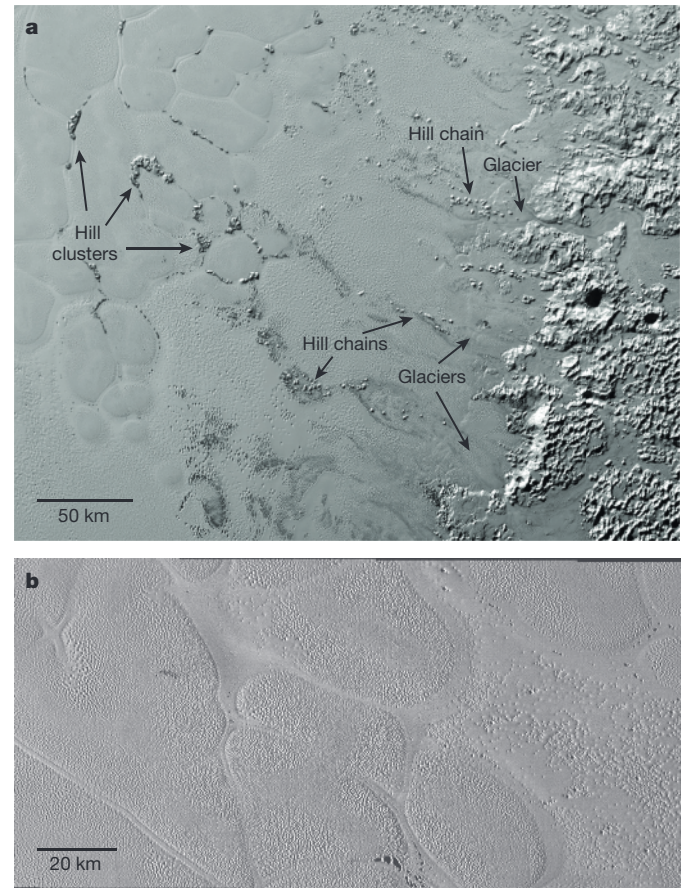 a
Hill chain
Glacier
Hill
clusters
Hill chains
Glaciers
50 km
b
20 km